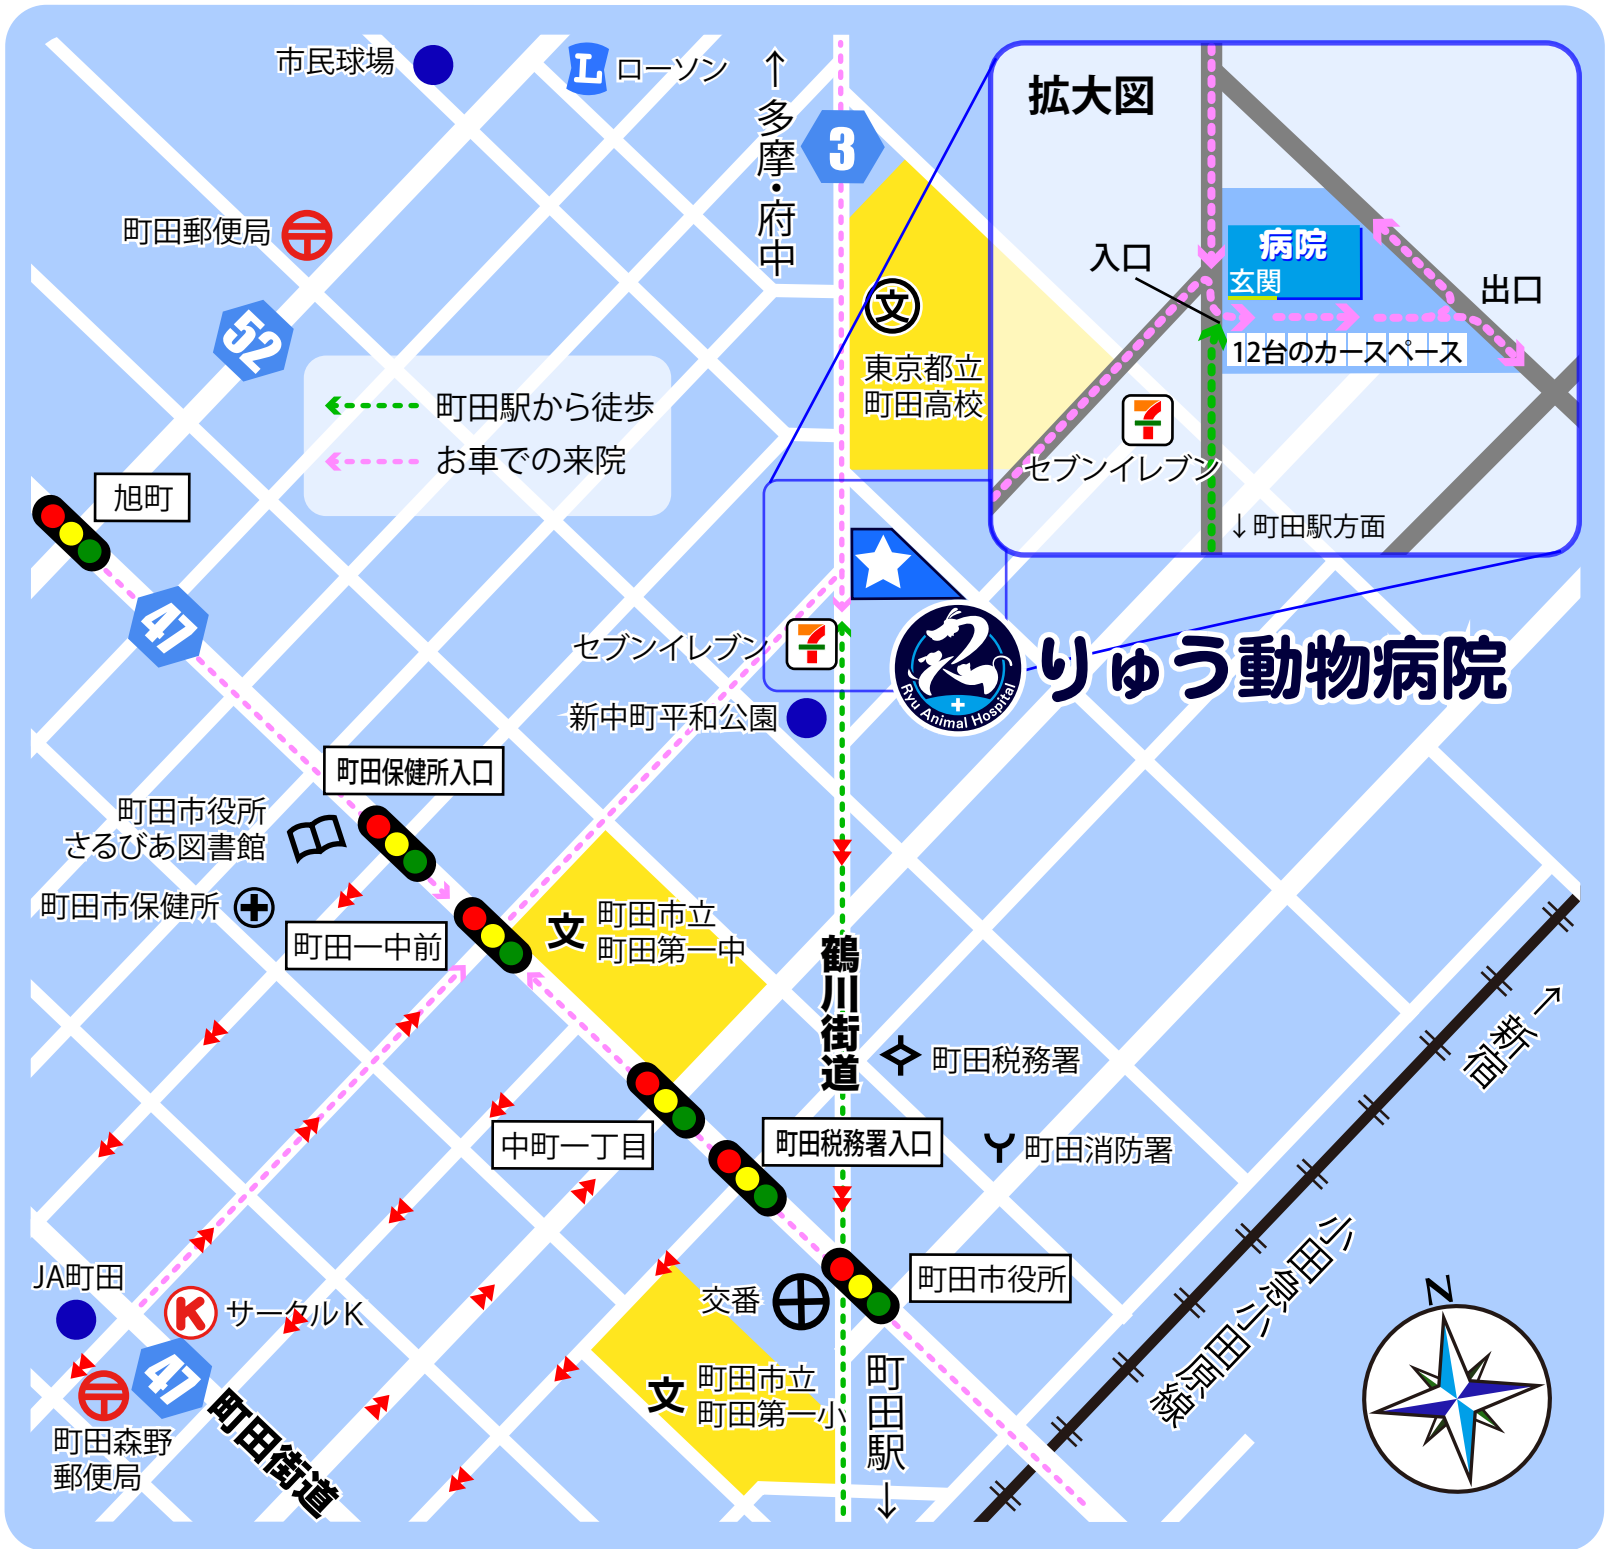 市民球場
L
ローソン
↑多摩・府中
3
拡大図
病院
玄関
入口
出口
12台のカースペース
7
セブンイレブン
↓町田駅方面
町田郵便局
52
文
東京都立
町田高校
町田駅から徒歩
お車での来院
旭町
47
セブンイレブン
7
Ryu Animal Hospital
りゅう動物病院
新中町平和公園
町田保健所入口
町田市役所
さるびあ図書館
町田市保健所
町田一中前
文
町田市立
町田第一中
鶴川街道
町田税務署
中町一丁目
町田税務署入口
町田消防署
→新宿
小田急小田原線
JA町田
K
サークルK
交番
町田市役所
N
47
町田街道
町田森野
郵便局
文
町田市立
町田第一小
町田駅↓